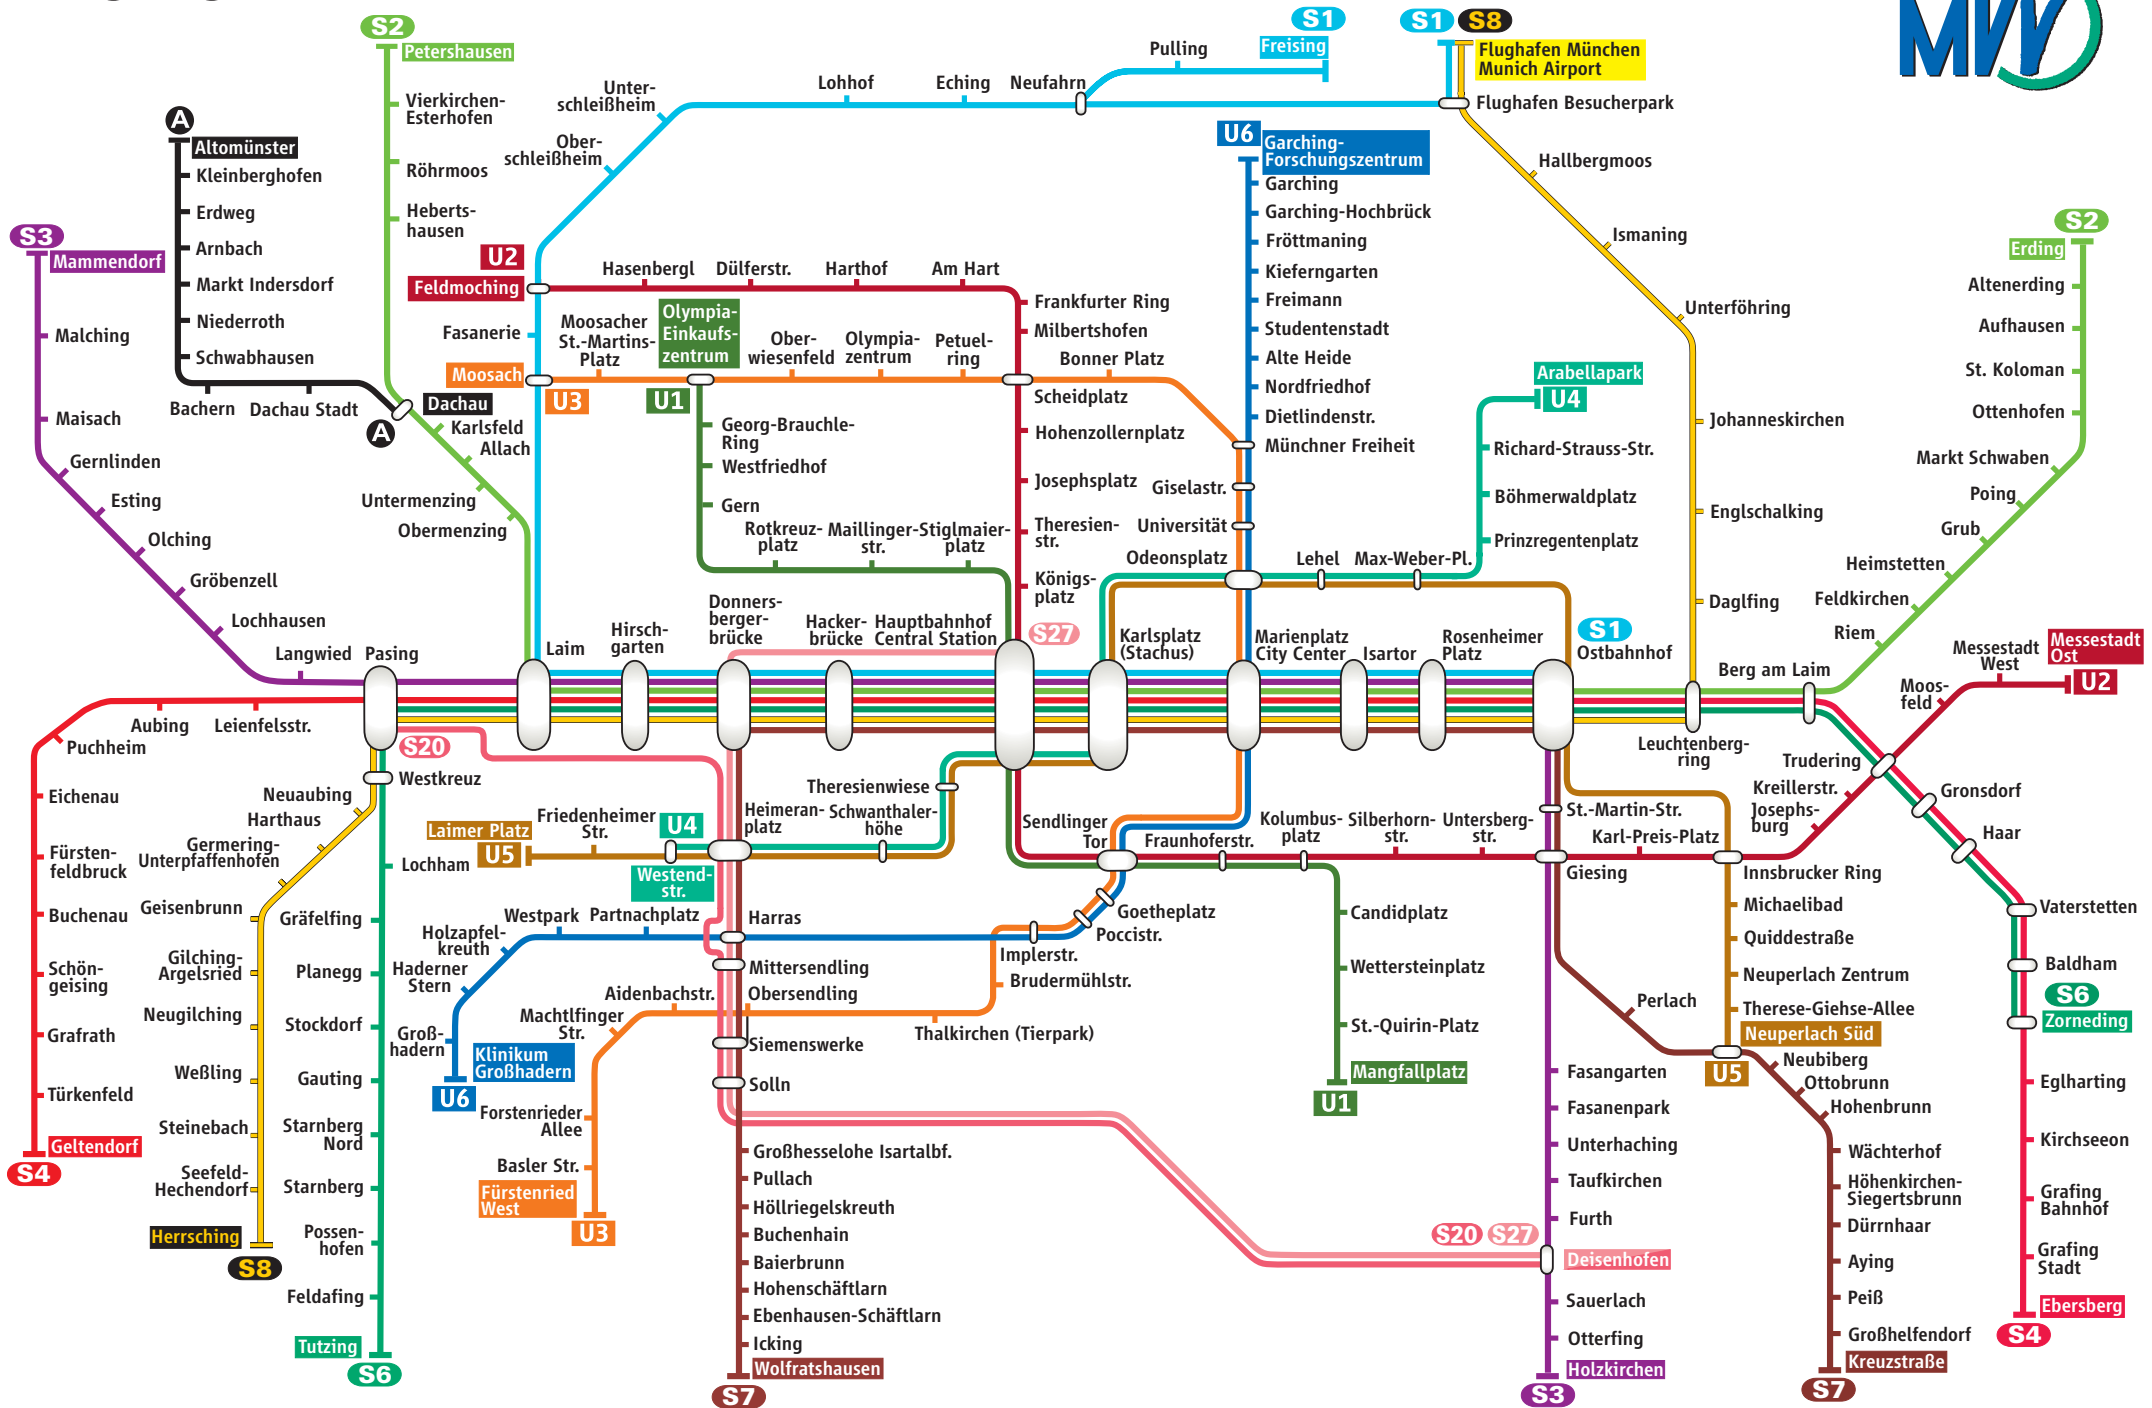 S2
Petershausen
Vierkirchen-
Esterhofen
Röhrmoos
Heberts-
hausen
A
Altomünster
Kleinberghofen
Erdweg
Arnbach
Markt Indersdorf
Niederroth
Schwabhausen
Bachern
Dachau Stadt
A
Dachau
Karlsfeld
Allach
Untermenzing
Obermenzing
S3
Mammendorf
Malching
Maisach
Gernlinden
Esting
Olching
Gröbenzell
Lochhausen
Langwied
Pasing
S1
Freising
Pulling
Neufahrn
Eching
Lohhof
Unter-
schleißheim
Ober-
schleißheim
S1
S8
Flughafen München
Munich Airport
Flughafen Besucherpark
MVV
Hallbergmoos
Ismaning
Unterföhring
Johanneskirchen
Englschalking
Daglfing
U2
Feldmoching
Hasenbergl
Dülferstr.
Harthof
Am Hart
Frankfurter Ring
Milbertshofen
Fasanerie
Moosach
U3
Moosacher
St.-Martins-
Platz
Olympia-
Einkaufs-
zentrum
U1
Ober-
wiesenfeld
Olympia-
zentrum
Petuel-
ring
Bonner Platz
Scheidplatz
Hohenzollernplatz
Josephsplatz
Theresien-
str.
Königs-
platz
Georg-Brauchle-
Ring
Westfriedhof
Gern
Rotkreuz-
platz
Maillinger-
str.
Stiglmaier-
platz
U6
Garching-
Forschungszentrum
Garching
Garching-Hochbrück
Fröttmaning
Kieferngarten
Freimann
Studentenstadt
Alte Heide
Nordfriedhof
Dietlindenstr.
Münchner Freiheit
Giselastr.
Universität
Odeonsplatz
Lehel
Max-Weber-Pl.
Arabellapark
U4
Richard-Strauss-Str.
Böhmerwaldplatz
Prinzregentenplatz
S2
Erding
Altenerding
Aufhausen
St. Koloman
Ottenhofen
Markt Schwaben
Poing
Grub
Heimstetten
Feldkirchen
Riem
Berg am Laim
Leuchtenberg-
ring
Laim
Hirsch-
garten
Donners-
berger-
brücke
Hacker-
brücke
Hauptbahnhof
Central Station
S27
Karlsplatz
(Stachus)
Marienplatz
City Center
Isartor
Rosenheimer
Platz
S1
Ostbahnhof
Messestadt
West
Messestadt
Ost
U2
Moos-
feld
Trudering
Kreillerstr.
Josephs-
burg
Gronsdorf
Haar
Vaterstetten
Baldham
S6
Zorneding
Eglharting
Kirchseeon
Grafing
Bahnhof
Grafing
Stadt
Ebersberg
S4
Aubing
Leienfelsstr.
Puchheim
Eichenau
Fürsten-
feldbruck
Buchenau
Schön-
geising
Grafrath
Türkenfeld
Geltendorf
S4
S20
Westkreuz
Neuaubing
Harthaus
Germering-
Unterpfaffenhofen
Geisenbrunn
Gilching-
Argelsried
Neugilching
Weßling
Steinebach
Seefeld-
Hechendorf
Herrsching
S8
Lochham
Gräfelfing
Planegg
Stockdorf
Gauting
Starnberg
Nord
Starnberg
Possen-
hofen
Feldafing
Tutzing
S6
Laimer Platz
U5
Friedenheimer
Str.
U4
Westend-
str.
Heimeran-
platz
Schwanthaler-
höhe
Theresienwiese
Sendlinger
Tor
Fraunhoferstr.
Kolumbus-
platz
Silberhorn-
str.
Untersberg-
str.
St.-Martin-Str.
Karl-Preis-Platz
Giesing
Innsbrucker Ring
Michaelibad
Quiddestraße
Neuperlach Zentrum
Therese-Giehse-Allee
Neuperlach Süd
U5
Perlach
Neubiberg
Ottobrunn
Hohenbrunn
Wächterhof
Höhenkirchen-
Siegertsbrunn
Dürrnhaar
Aying
Peiß
Großhelfendorf
Kreuzstraße
S7
Goetheplatz
Poccistr.
Implerstr.
Brudermühlstr.
Thalkirchen (Tierpark)
Obersendling
Aidenbachstr.
Machtlfinger
Str.
Forstenrieder
Allee
Basler Str.
Fürstenried
West
U3
Harras
Partnachplatz
Westpark
Holzapfel-
kreuth
Haderner
Stern
Groß-
hadern
Klinikum
Großhadern
U6
Mittersendling
Siemenswerke
Solln
Großhesselohe Isartalbf.
Pullach
Höllriegelskreuth
Buchenhain
Baierbrunn
Hohenschäftlarn
Ebenhausen-Schäftlarn
Icking
Wolfratshausen
S7
Candidplatz
Wettersteinplatz
St.-Quirin-Platz
Mangfallplatz
U1
Fasangarten
Fasanenpark
Unterhaching
Taufkirchen
Furth
S20
S27
Deisenhofen
Sauerlach
Otterfing
Holzkirchen
S3